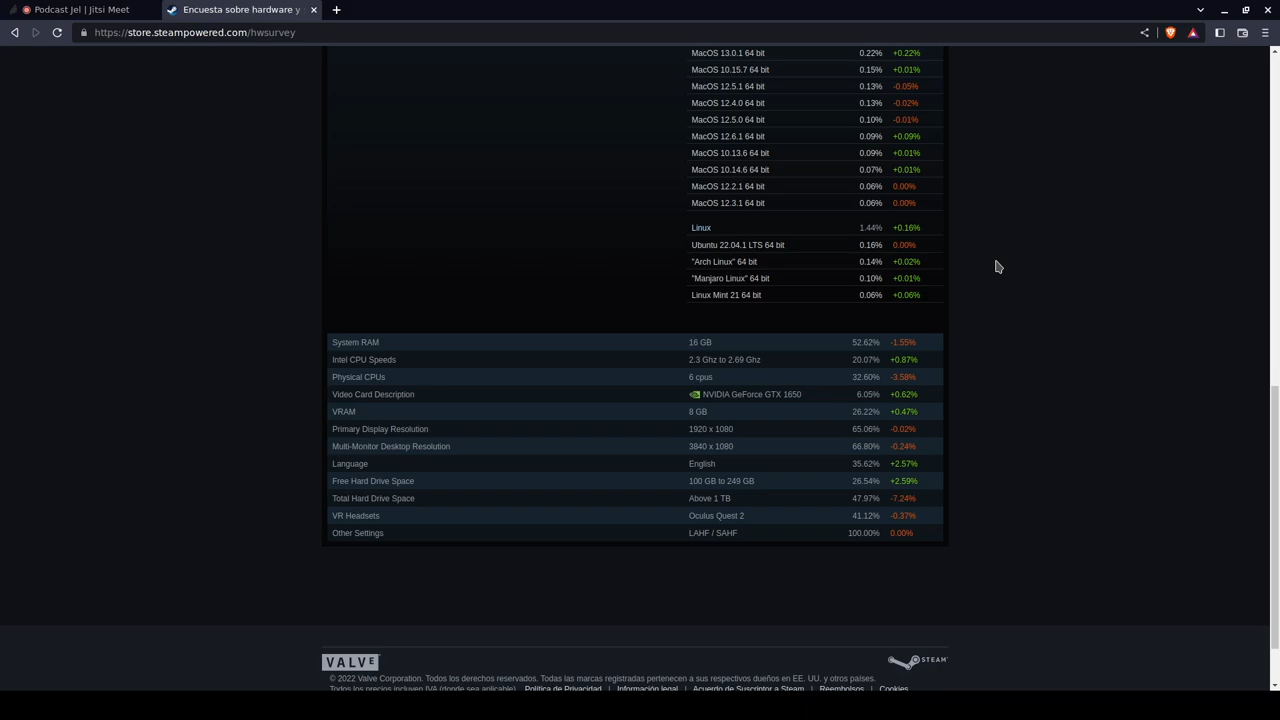 Podcast Jel | Jitsi Meet
Encuesta sobre hardware y
https://store.steampowered.com/hwsurvey
MacOS 13.0.1 64 bit 0.22% +0.22%
MacOS 10.15.7 64 bit 0.15% +0.01%
MacOS 12.5.1 64 bit 0.13% -0.05%
MacOS 12.4.0 64 bit 0.13% -0.02%
MacOS 12.5.0 64 bit 0.10% -0.01%
MacOS 12.6.1 64 bit 0.09% +0.09%
MacOS 10.13.6 64 bit 0.09% +0.01%
MacOS 10.14.6 64 bit 0.07% +0.01%
MacOS 12.2.1 64 bit 0.06% 0.00%
MacOS 12.3.1 64 bit 0.06% 0.00%
Linux 1.44% +0.16%
Ubuntu 22.04.1 LTS 64 bit 0.16% 0.00%
"Arch Linux" 64 bit 0.14% +0.02%
"Manjaro Linux" 64 bit 0.10% +0.01%
Linux Mint 21 64 bit 0.06% +0.06%
System RAM 16 GB 52.62% -1.55%
Intel CPU Speeds 2.3 Ghz to 2.69 Ghz 20.07% +0.87%
Physical CPUs 6 cpus 32.60% -3.58%
Video Card Description NVIDIA GeForce GTX 1650 6.05% +0.62%
VRAM 8 GB 26.22% +0.47%
Primary Display Resolution 1920 x 1080 65.06% -0.02%
Multi-Monitor Desktop Resolution 3840 x 1080 66.80% -0.24%
Language English 35.62% +2.57%
Free Hard Drive Space 100 GB to 249 GB 26.54% +2.59%
Total Hard Drive Space Above 1 TB 47.97% -7.24%
VR Headsets Oculus Quest 2 41.12% -0.37%
Other Settings LAHF / SAHF 100.00% 0.00%
VALVE STEAM
© 2022 Valve Corporation. Todos los derechos reservados. Todas las marcas registradas pertenecen a sus respectivos dueños en EE. UU. y otros países.
Todos los precios incluyen IVA (donde sea aplicable). Política de Privacidad | Información legal | Acuerdo de Suscriptor a Steam | Reembolsos | Cookies